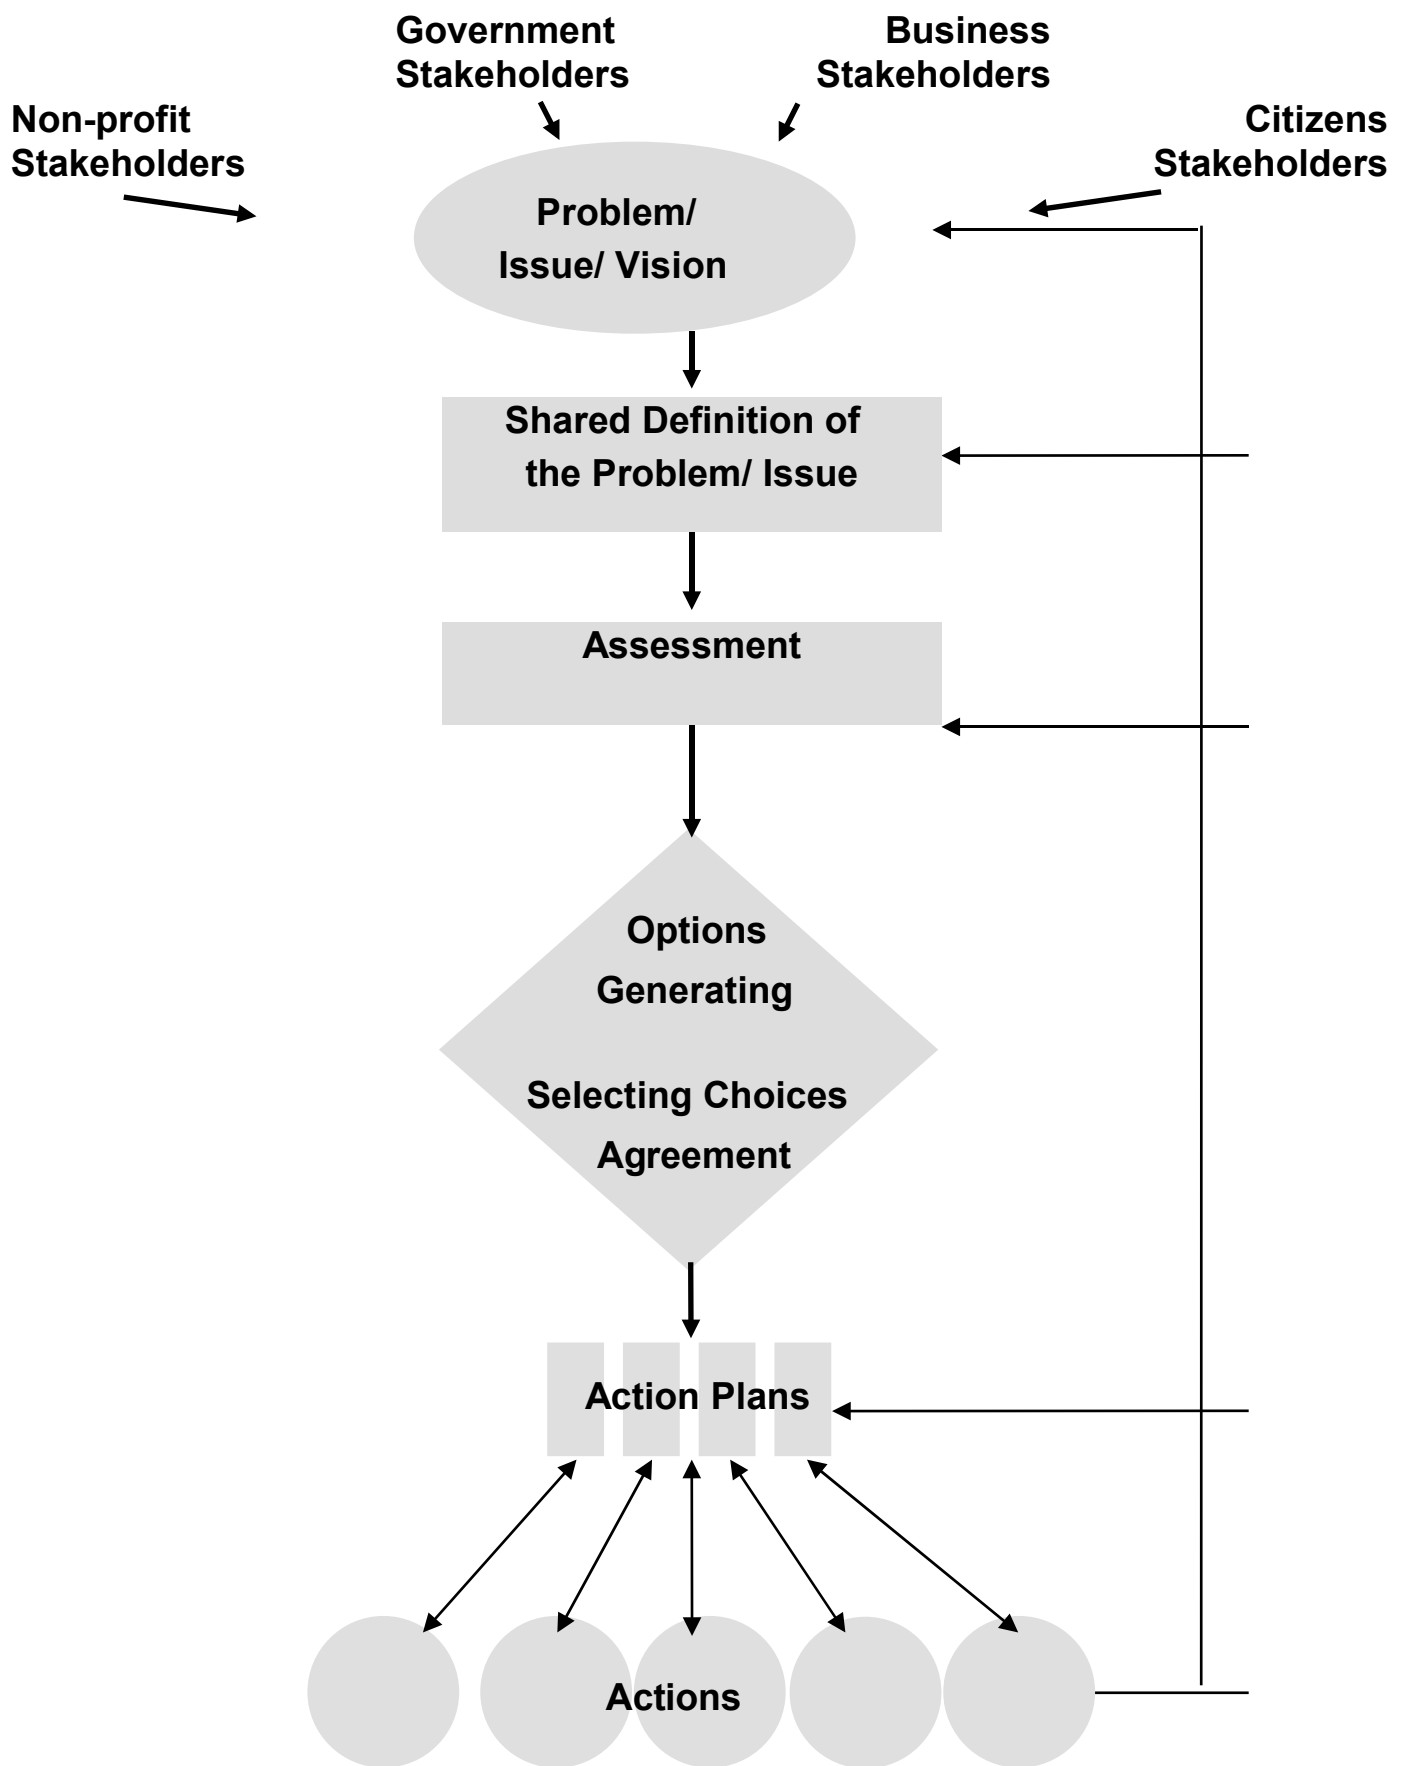 Government
Stakeholders
Business
Stakeholders
Non-profit
Stakeholders
Citizens
Stakeholders
Problem/
Issue/ Vision
Shared Definition of
the Problem/ Issue
Assessment
Options
Generating
Selecting Choices
Agreement
Action Plans
Actions